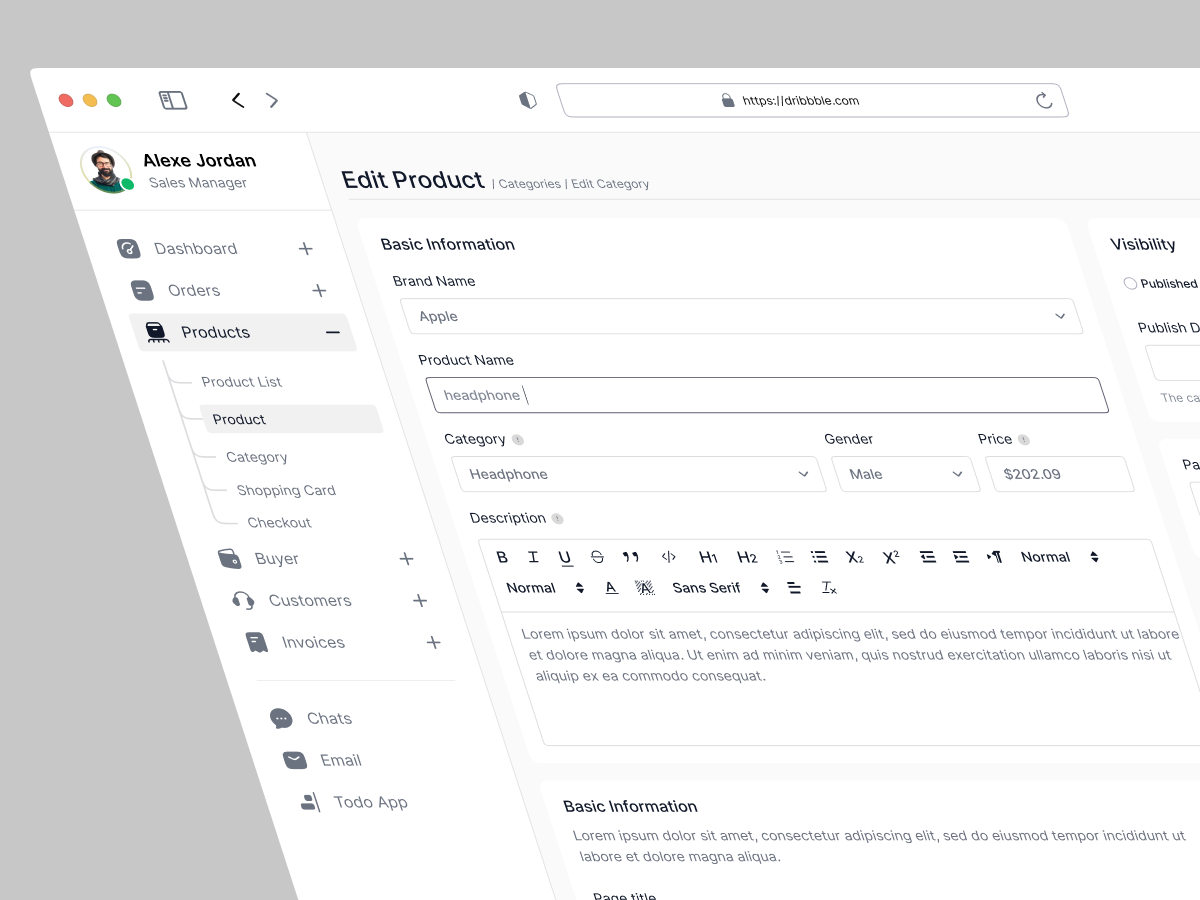 https://dribbble.com
Alexe Jordan
Sales Manager
Dashboard
Orders
Products
Product List
Product
Category
Shopping Card
Checkout
Buyer
Customers
Invoices
Chats
Email
Todo App
Edit Product | Categories | Edit Category
Basic Information
Brand Name
Apple
Product Name
headphone
Category
Headphone
Gender
Male
Price
$202.09
Description
B I U S H1 H2 X2 X2 Normal
Normal A A Sans Serif Tx
Lorem ipsum dolor sit amet, consectetur adipiscing elit, sed do eiusmod tempor incididunt ut labore
et dolore magna aliqua. Ut enim ad minim veniam, quis nostrud exercitation ullamco laboris nisi ut
aliquip ex ea commodo consequat.
Basic Information
Lorem ipsum dolor sit amet, consectetur adipiscing elit, sed do eiusmod tempor incididunt ut
labore et dolore magna aliqua.
Page title
Visibility
Published
Publish D
The ca
Pa